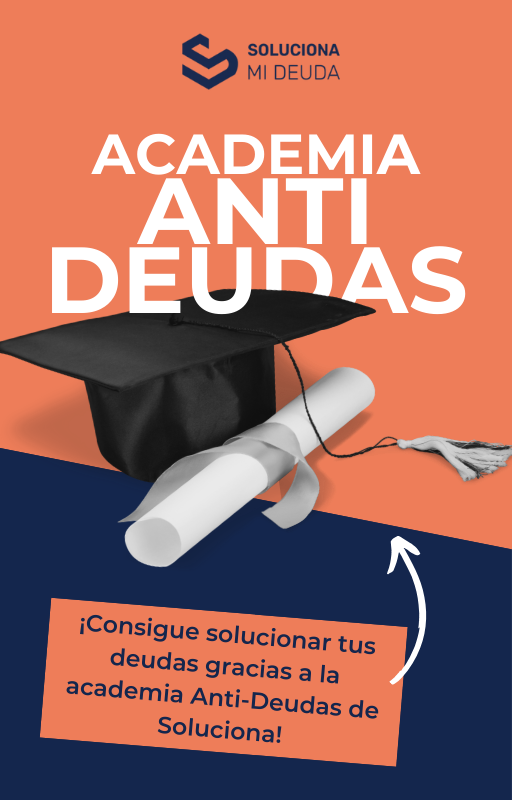 SOLUCIONA
MI DEUDA
ACADEMIA
ANTI
DEUDAS
¡Consigue solucionar tus
deudas gracias a la
academia Anti-Deudas de
Soluciona!